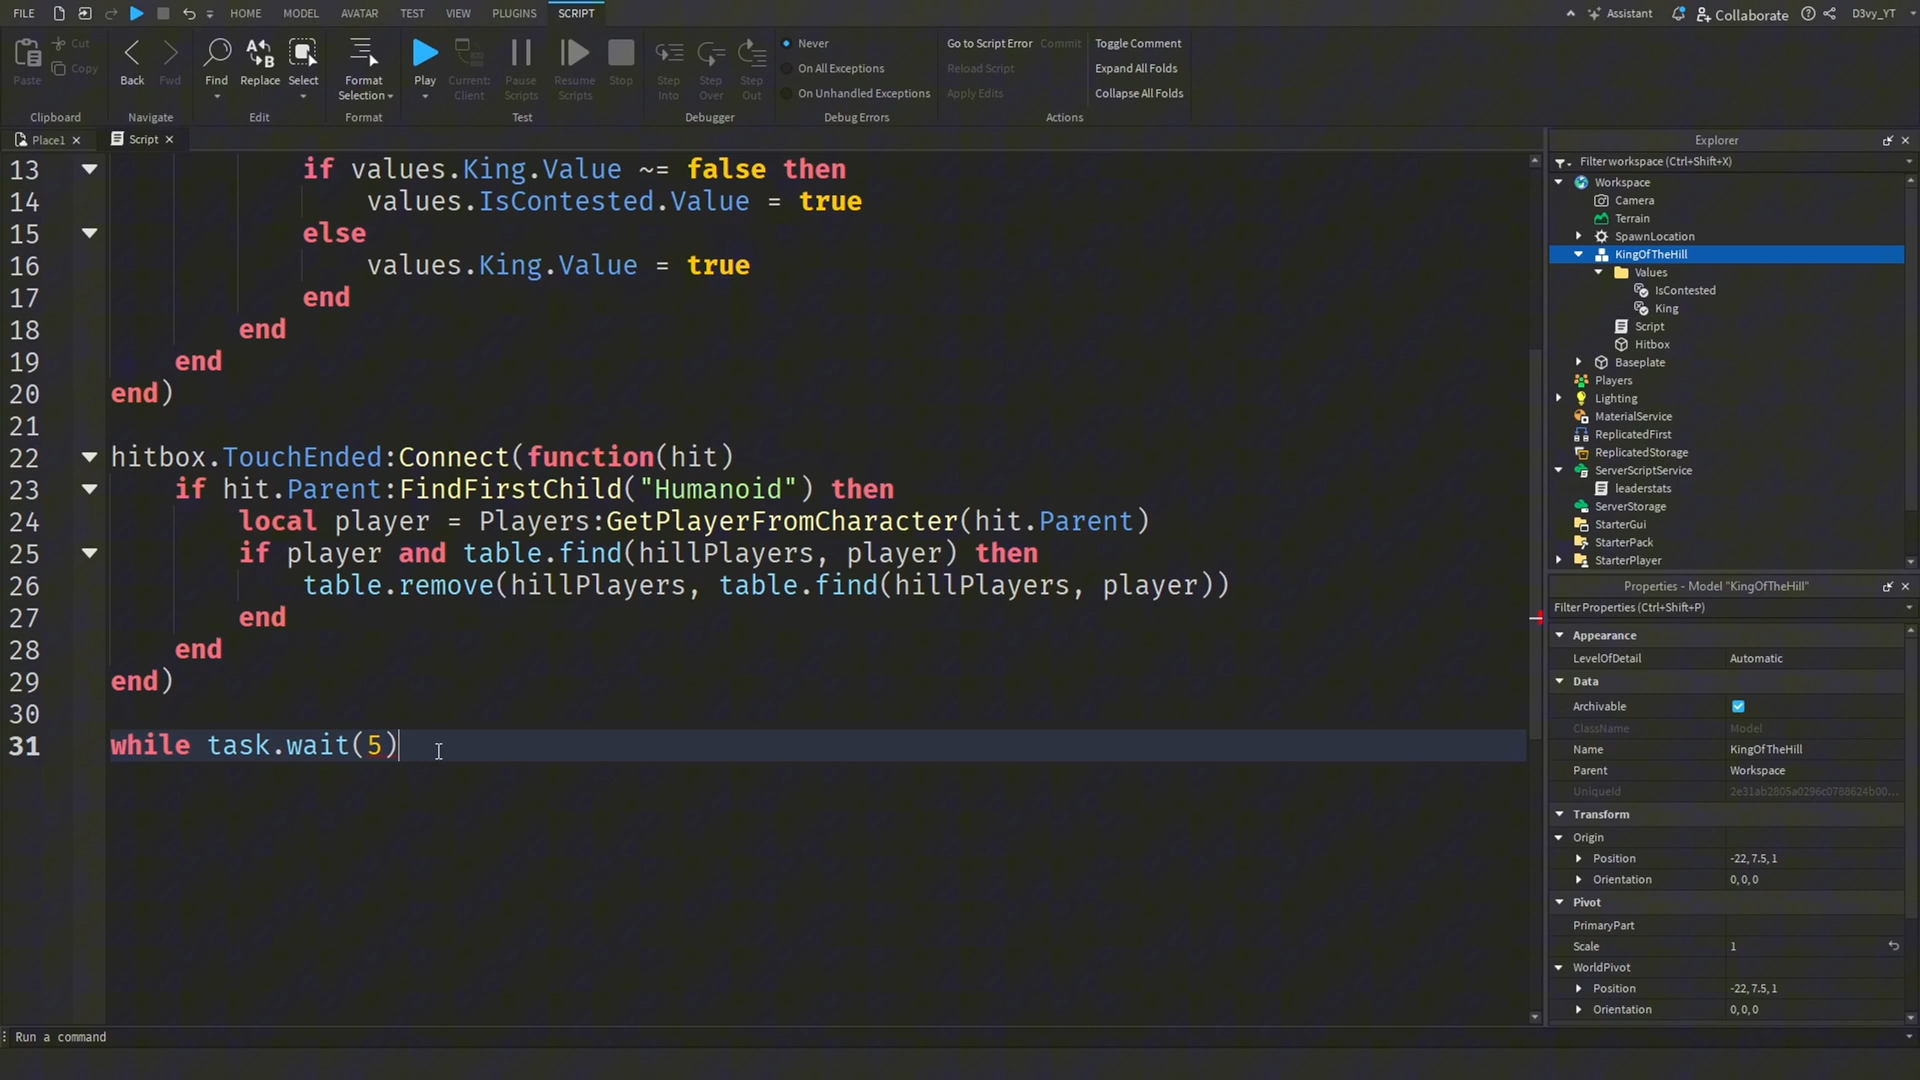 FILE HOME MODEL AVATAR TEST VIEW PLUGINS SCRIPT Assistant Collaborate D3vy_YT
Paste Cut Copy Back Fwd Find Replace Select Format Selection Play Current: Client Pause Scripts Resume Scripts Stop Step Into Step Over Step Out
Never
On All Exceptions
On Unhandled Exceptions
Go to Script Error Commit
Reload Script
Apply Edits
Toggle Comment
Expand All Folds
Collapse All Folds
Clipboard Navigate Edit Format Test Debugger Debug Errors Actions
Place1 Script
13 if values.King.Value ~= false then
14 values.IsContested.Value = true
15 else
16 values.King.Value = true
17 end
18 end
19 end
20 end)
21
22 hitbox.TouchEnded:Connect(function(hit)
23 if hit.Parent:FindFirstChild("Humanoid") then
24 local player = Players:GetPlayerFromCharacter(hit.Parent)
25 if player and table.find(hillPlayers, player) then
26 table.remove(hillPlayers, table.find(hillPlayers, player))
27 end
28 end
29 end)
30
31 while task.wait(5)
Run a command
Explorer
Filter workspace (Ctrl+Shift+X)
Workspace
Camera
Terrain
SpawnLocation
KingOfTheHill
Values
IsContested
King
Script
Hitbox
Baseplate
Players
Lighting
MaterialService
ReplicatedFirst
ReplicatedStorage
ServerScriptService
leaderstats
ServerStorage
StarterGui
StarterPack
StarterPlayer
Properties - Model "KingOfTheHill"
Filter Properties (Ctrl+Shift+P)
Appearance
LevelOfDetail Automatic
Data
Archivable
ClassName Model
Name KingOfTheHill
Parent Workspace
UniqueId 2e31ab2805a0296c0788624b00...
Transform
Origin
Position -22, 7.5, 1
Orientation 0, 0, 0
Pivot
PrimaryPart
Scale 1
WorldPivot
Position -22, 7.5, 1
Orientation 0, 0, 0